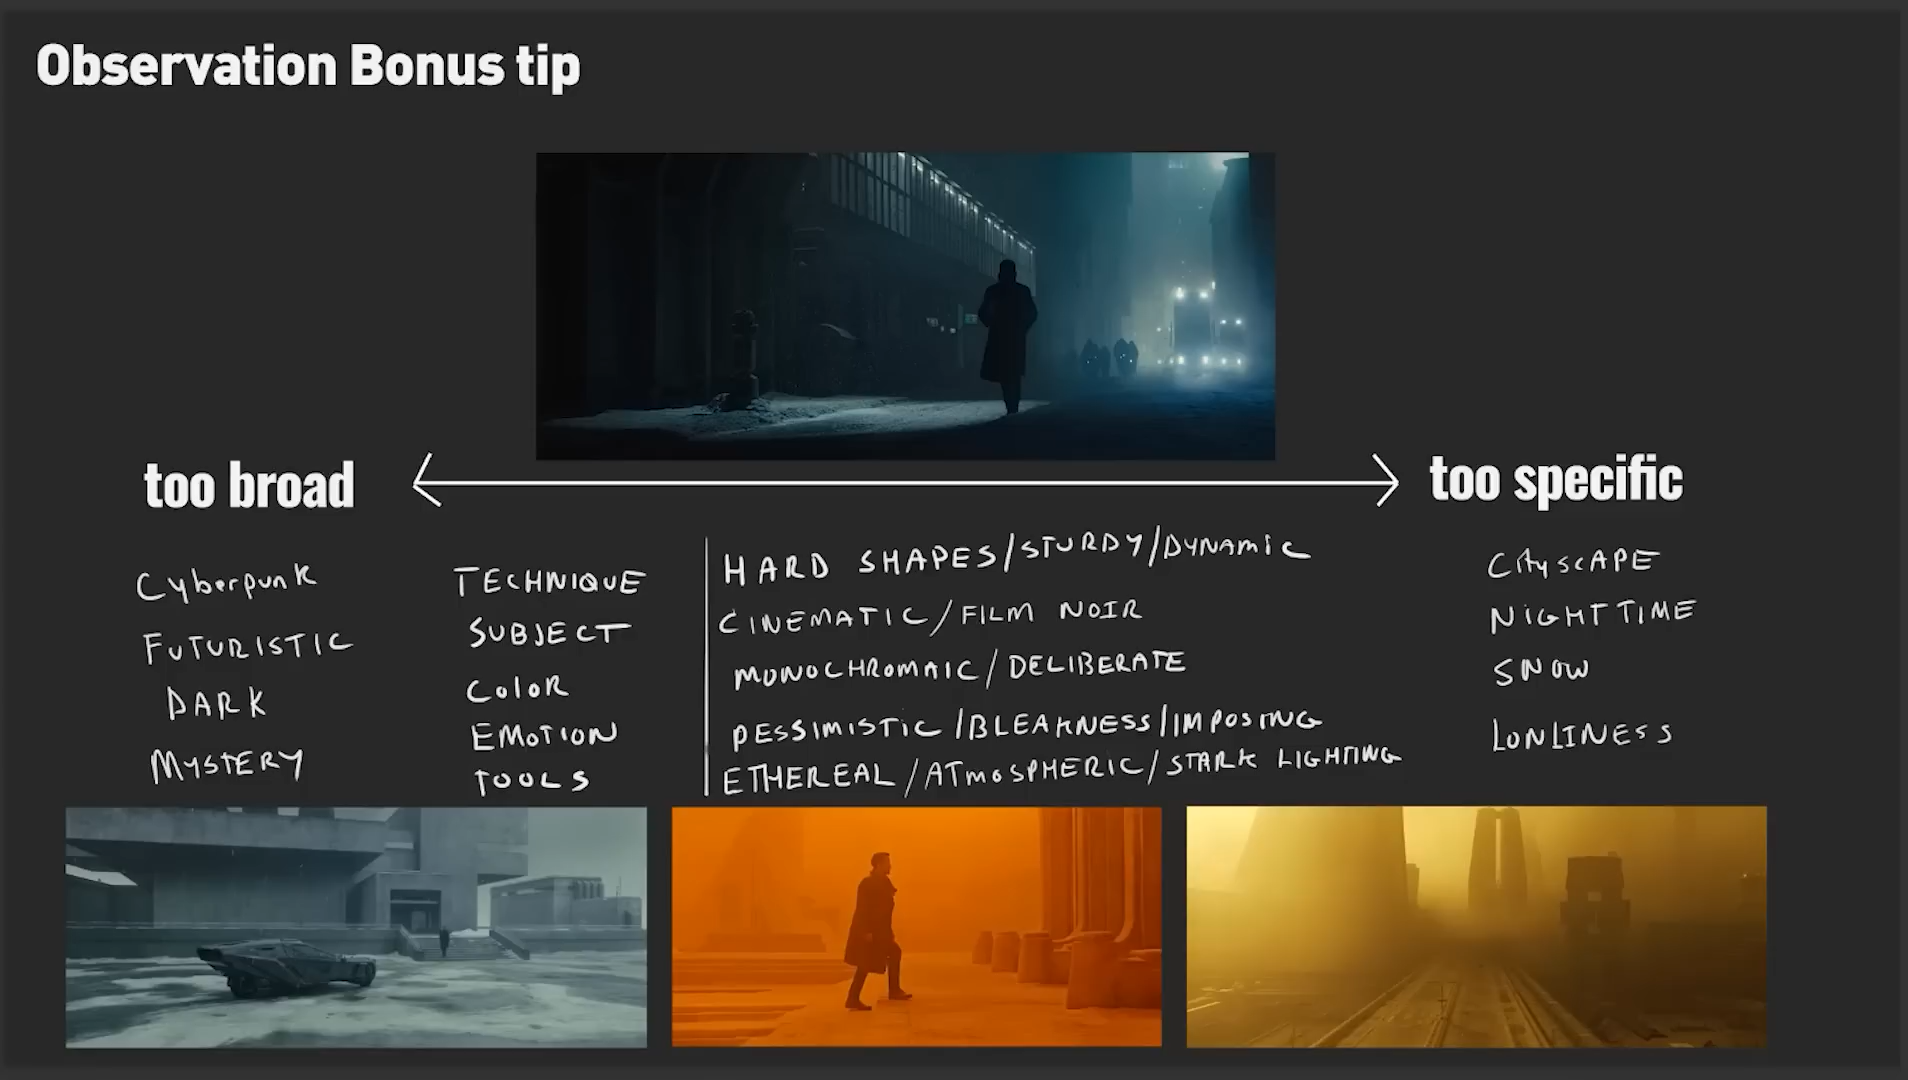 Observation Bonus tip
too broad
too specific
Cyberpunk
FUTURISTIC
DARK
MYSTERY
TECHNIQUE
SUBJECT
COLOR
EMOTION
TOOLS
HARD SHAPES/STURDY/DYNAMIC
CINEMATIC/FILM NOIR
MONOCHROMAIC/DELIBERATE
PESSIMISTIC/BLEAKNESS/IMPOSING
ETHEREAL/ATMOSPHERIC/STARK LIGHTING
CITYSCAPE
NIGHTTIME
SNOW
LONLINESS